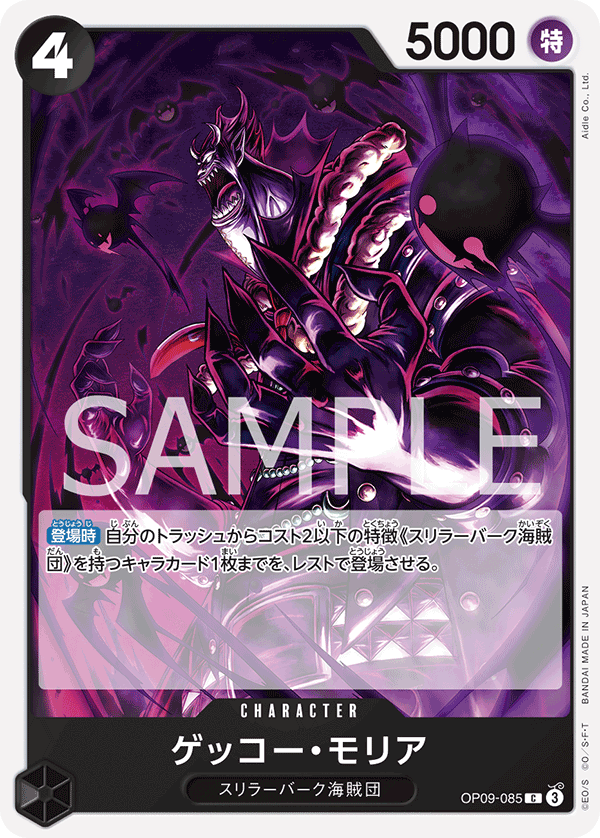 4
5000
特
Aidle Co., Ltd.
SAMPLE
登場時 自分のトラッシュからコスト2以下の特徴《スリラーバーク海賊
団》を持つキャラカード1枚までを、レストで登場させる。
CHARACTER
ゲッコー・モリア
スリラーバーク海賊団
OP09-085 C 3
©E.O/S ©O/S・F・T BANDAI MADE IN JAPAN